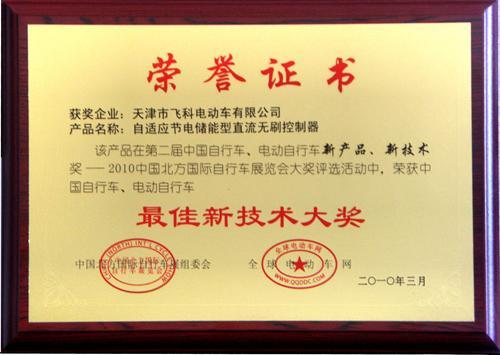 荣誉证书
获奖企业：天津市飞科电动车有限公司
产品名称：自适应节电储能型直流无刷控制器
该产品在第二届中国自行车、电动自行车新产品、新技术
奖——2010中国北方国际自行车展览会大奖评选活动中，荣获中
国自行车、电动自行车
最佳新技术大奖
中国北方国际自行车展组委会 全球电动车网
WWW.QQDDC.COM
二〇一〇年三月